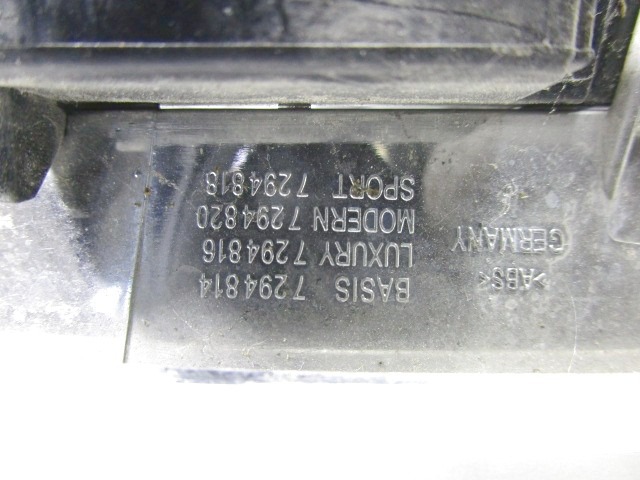 BASIS 7294814
LUXURY 7294816
MODERN 7294820
SPORT 7294818
>ABS<
GERMANY